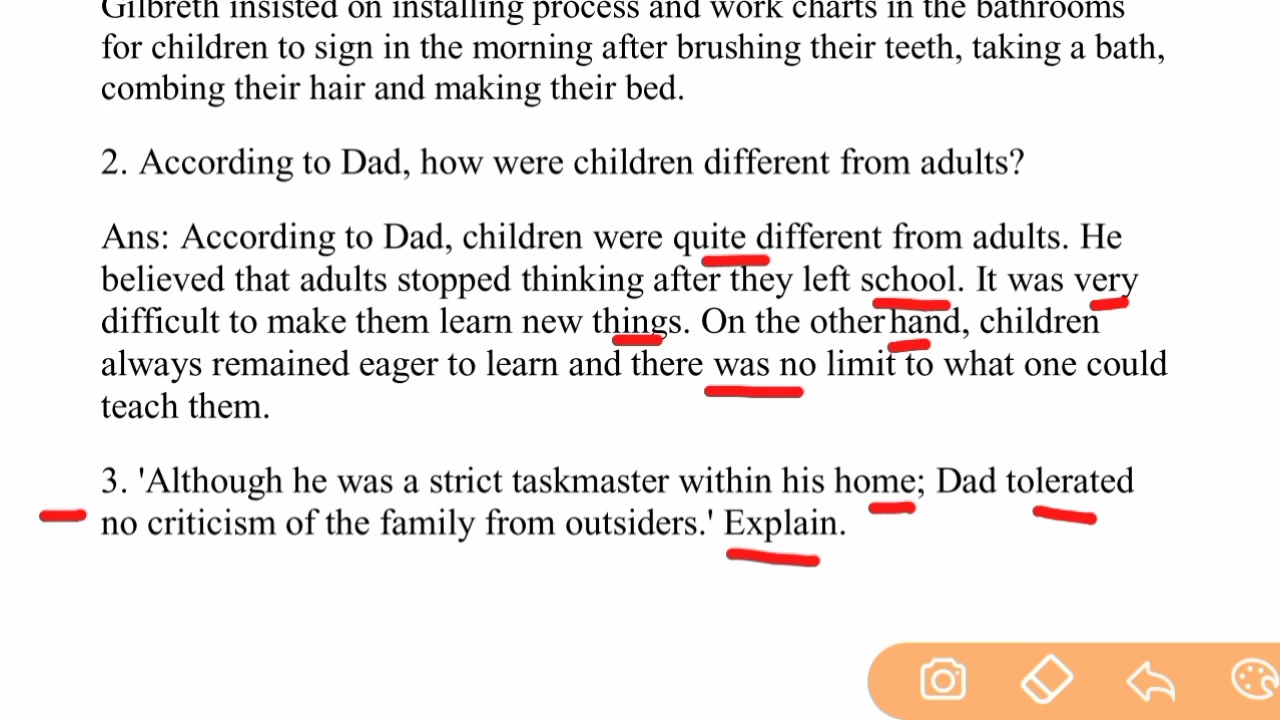 Gilbreth insisted on installing process and work charts in the bathrooms
for children to sign in the morning after brushing their teeth, taking a bath,
combing their hair and making their bed.
2. According to Dad, how were children different from adults?
Ans: According to Dad, children were quite different from adults. He
believed that adults stopped thinking after they left school. It was very
difficult to make them learn new things. On the other hand, children
always remained eager to learn and there was no limit to what one could
teach them.
3. 'Although he was a strict taskmaster within his home; Dad tolerated
no criticism of the family from outsiders.' Explain.